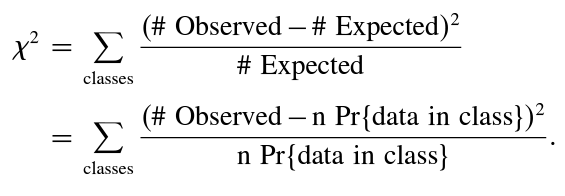 χ² = ∑ classes (# Observed – # Expected)² / # Expected
= ∑ classes (# Observed – n Pr{data in class})² / n Pr{data in class}.